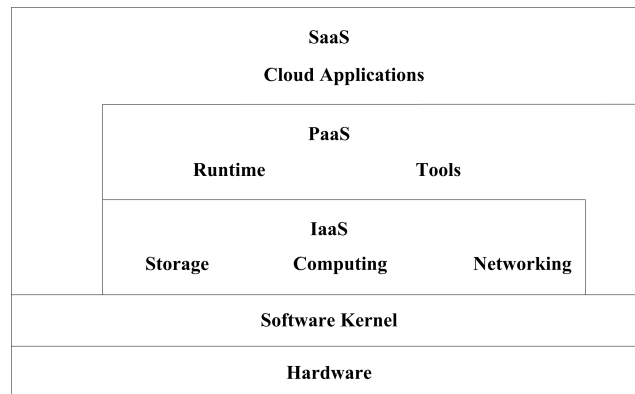 SaaS
Cloud Applications
PaaS
Runtime Tools
IaaS
Storage Computing Networking
Software Kernel
Hardware